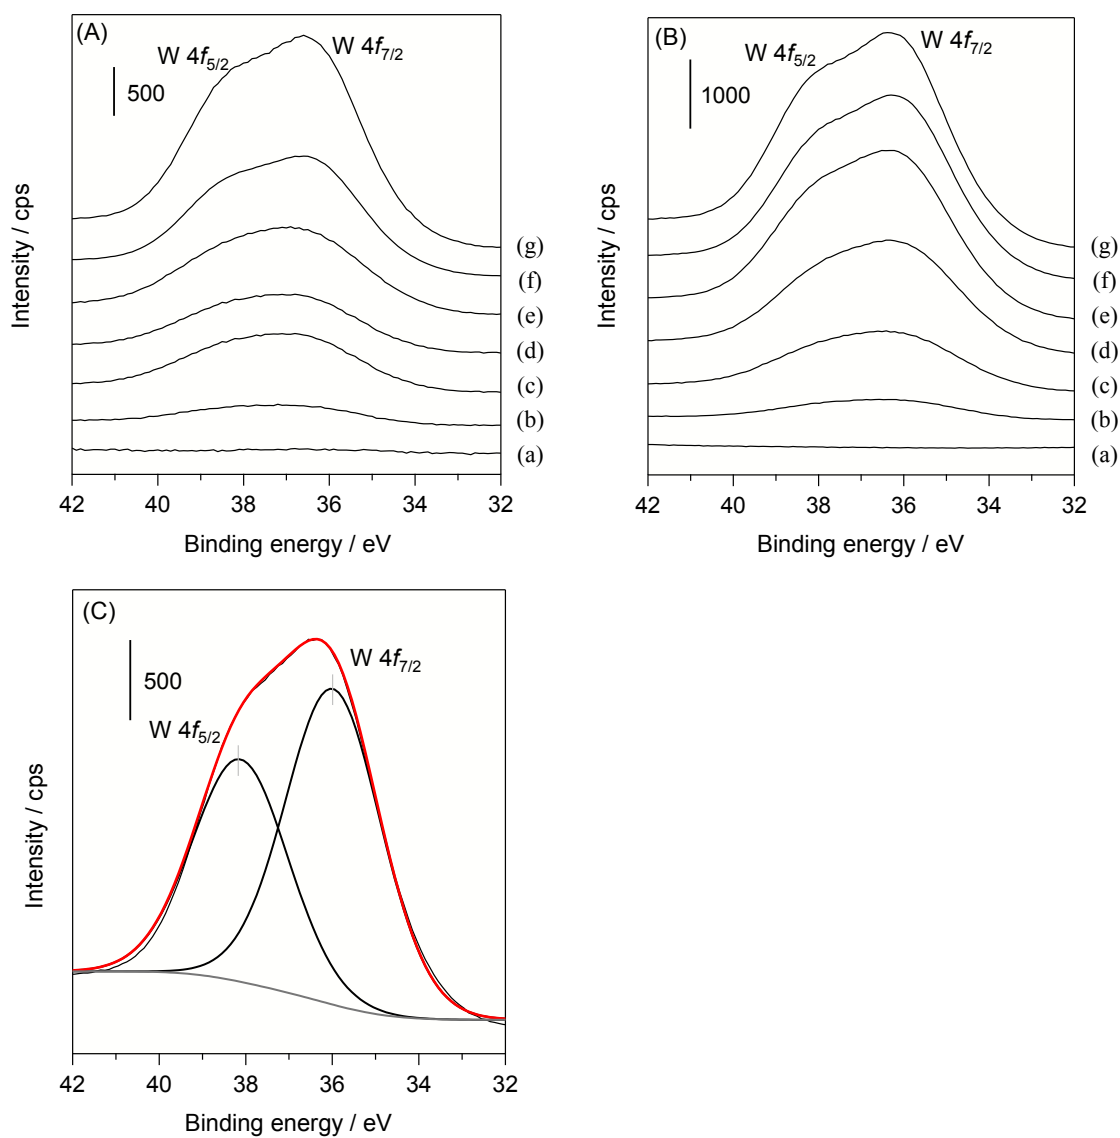 (A)
W 4f5/2
W 4f7/2
500
Intensity / cps
(g)
(f)
(e)
(d)
(c)
(b)
(a)
42 40 38 36 34 32
Binding energy / eV
(B)
W 4f5/2
W 4f7/2
1000
Intensity / cps
(g)
(f)
(e)
(d)
(c)
(b)
(a)
42 40 38 36 34 32
Binding energy / eV
(C)
W 4f7/2
500
W 4f5/2
Intensity / cps
42 40 38 36 34 32
Binding energy / eV